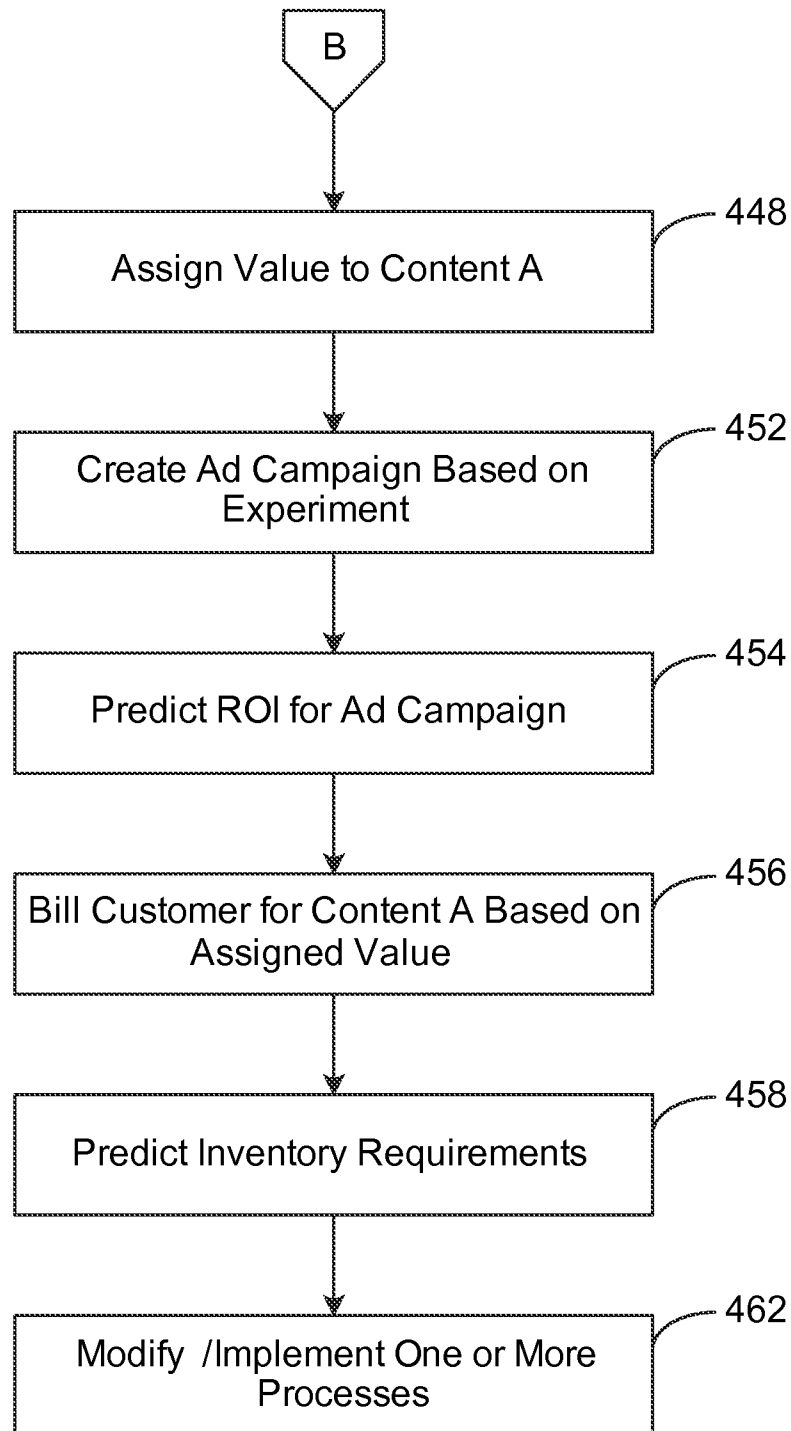 B
448
Assign Value to Content A
452
Create Ad Campaign Based on
Experiment
454
Predict ROI for Ad Campaign
456
Bill Customer for Content A Based on
Assigned Value
458
Predict Inventory Requirements
462
Modify /Implement One or More
Processes